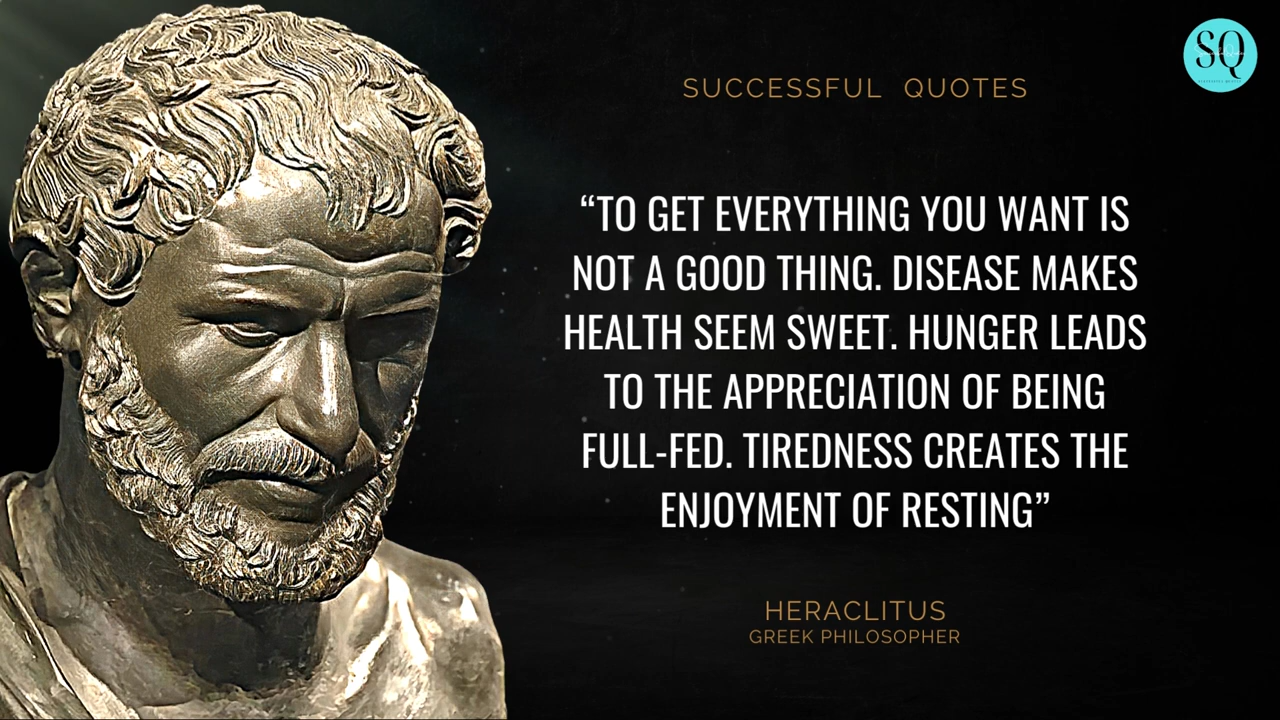 SQ
SUCCESSFUL QUOTES
“TO GET EVERYTHING YOU WANT IS
NOT A GOOD THING. DISEASE MAKES
HEALTH SEEM SWEET. HUNGER LEADS
TO THE APPRECIATION OF BEING
FULL-FED. TIREDNESS CREATES THE
ENJOYMENT OF RESTING”
HERACLITUS
GREEK PHILOSOPHER